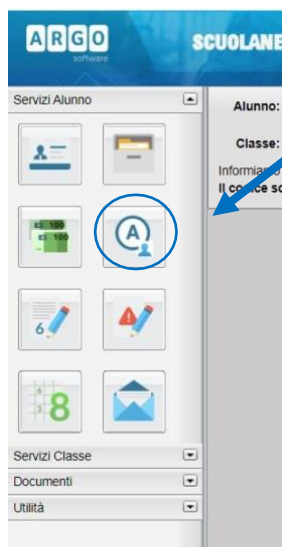 ARGO
software
SCUOLANE
Servizi Alunno
Alunno:
Classe:
Informiamo
Il codice sc
100
100
A
6
8
Servizi Classe
Documenti
Utilità